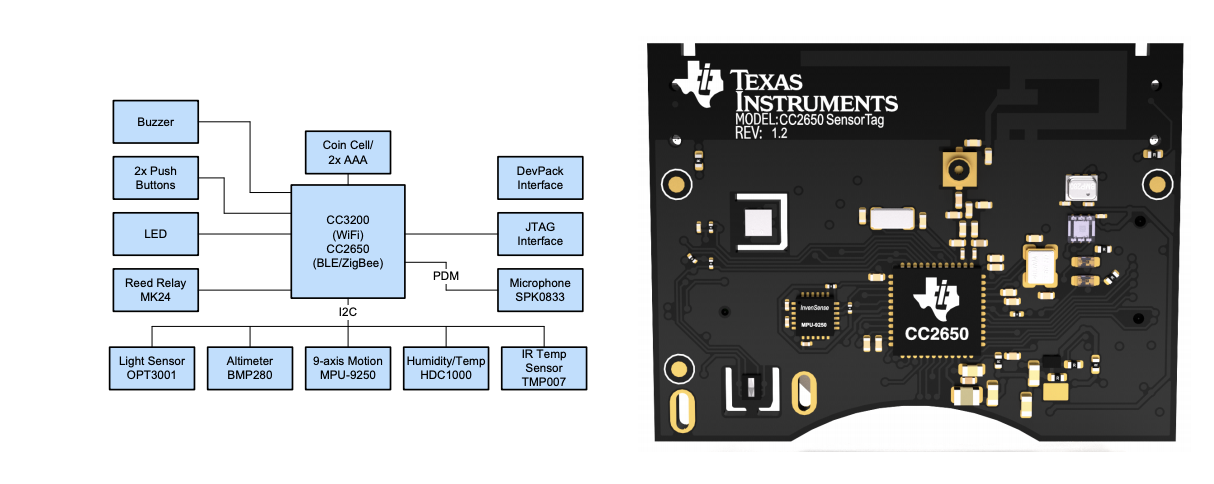 Buzzer
2x Push
Buttons
LED
Reed Relay
MK24
Coin Cell/
2x AAA
CC3200
(WiFi)
CC2650
(BLE/ZigBee)
DevPack
Interface
JTAG
Interface
PDM
Microphone
SPK0833
I2C
Light Sensor
OPT3001
Altimeter
BMP280
9-axis Motion
MPU-9250
Humidity/Temp
HDC1000
IR Temp
Sensor
TMP007
TEXAS
INSTRUMENTS
MODEL:CC2650 SensorTag
REV: 1.2
InvenSense
MPU-9250
CC2650